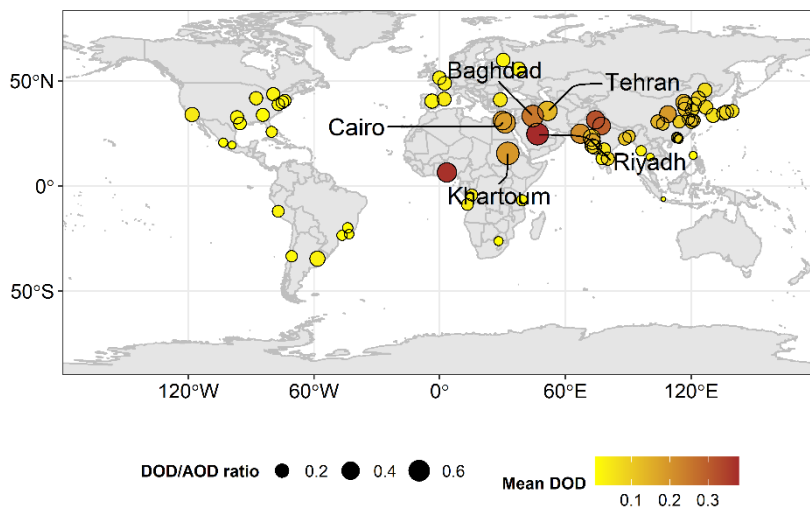 50°N
Baghdad
Tehran
Cairo
Riyadh
0°
Khartoum
50°S
120°W 60°W 0° 60°E 120°E
DOD/AOD ratio 0.2 0.4 0.6
Mean DOD
0.1 0.2 0.3